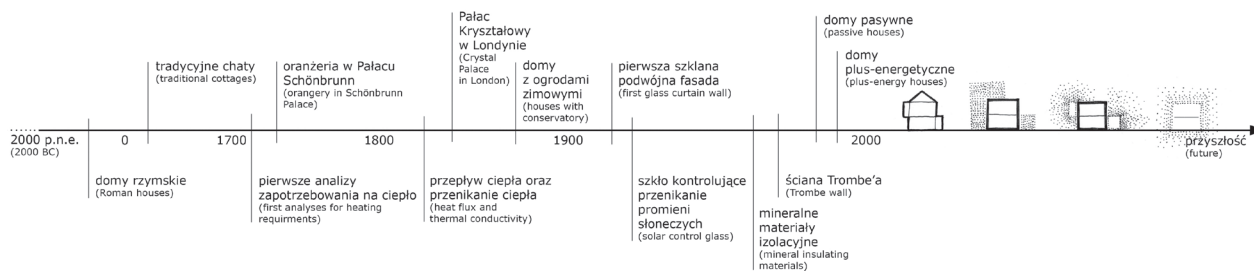 tradycyjne chaty
(traditional cottages)
oranżeria w Pałacu
Schönbrunn
(orangery in Schönbrunn
Palace)
Pałac
Kryształowy
w Londynie
(Crystal
Palace
in London)
domy
z ogrodami
zimowymi
(houses with
conservatory)
pierwsza szklana
podwójna fasada
(first glass curtain wall)
domy pasywne
(passive houses)
domy
plus-energetyczne
(plus-energy houses)
2000 p.n.e.
(2000 BC)
0
1700
1800
1900
2000
przyszłość
(future)
domy rzymskie
(Roman houses)
pierwsze analizy
zapotrzebowania na ciepło
(first analyses for heating
requirments)
przepływ ciepła oraz
przenikanie ciepła
(heat flux and
thermal conductivity)
szkło kontrolujące
przenikanie
promieni
słoneczych
(solar control glass)
mineralne
materiały
izolacyjne
(mineral insulating
materials)
ściana Trombe'a
(Trombe wall)